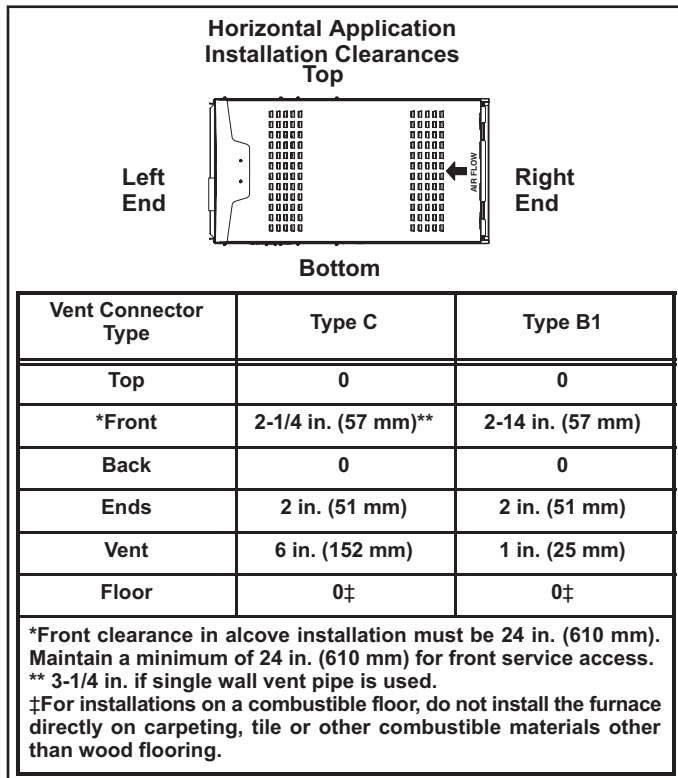 Horizontal Application
Installation Clearances
Top
Left
End
AIR FLOW
Right
End
Bottom
Vent Connector
Type
Type C
Type B1
Top
0
0
*Front
2-1/4 in. (57 mm)**
2-14 in. (57 mm)
Back
0
0
Ends
2 in. (51 mm)
2 in. (51 mm)
Vent
6 in. (152 mm)
1 in. (25 mm)
Floor
0‡
0‡
*Front clearance in alcove installation must be 24 in. (610 mm).
Maintain a minimum of 24 in. (610 mm) for front service access.
** 3-1/4 in. if single wall vent pipe is used.
‡For installations on a combustible floor, do not install the furnace
directly on carpeting, tile or other combustible materials other
than wood flooring.